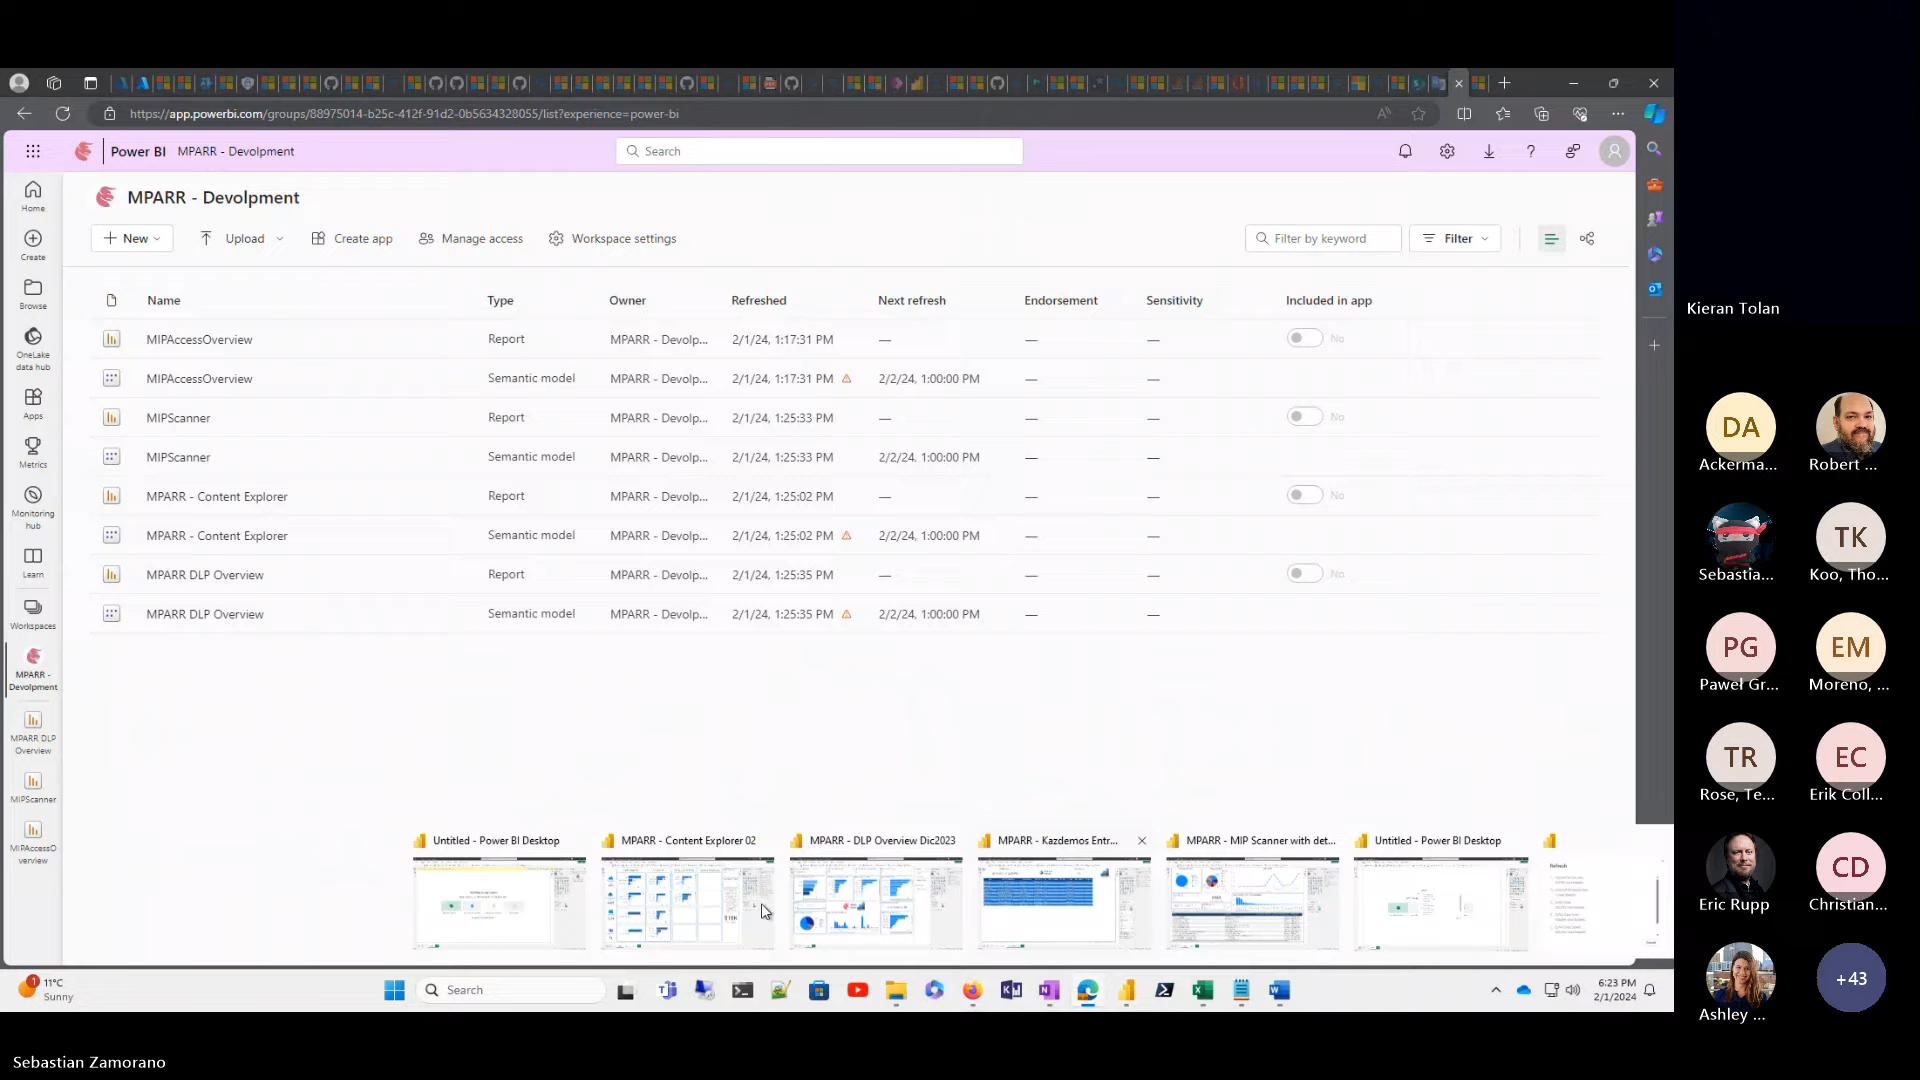 https://app.powerbi.com/groups/88975014-b25c-412f-91d2-0b5634328055/list?experience=power-bi
Power BI MPARR - Devolpment
Search
MPARR - Devolpment
New
Upload
Create app
Manage access
Workspace settings
Filter by keyword
Filter
Home
Create
Browse
OneLake
data hub
Apps
Metrics
Monitoring
hub
Learn
Workspaces
MPARR -
Devolpment
MPARR DLP
Overview
MIPScanner
MIPAccessO
verview
Name Type Owner Refreshed Next refresh Endorsement Sensitivity Included in app
MIPAccessOverview Report MPARR - Devolp... 2/1/24, 1:17:31 PM — — — No
MIPAccessOverview Semantic model MPARR - Devolp... 2/1/24, 1:17:31 PM 2/2/24, 1:00:00 PM — —
MIPScanner Report MPARR - Devolp... 2/1/24, 1:25:33 PM — — — No
MIPScanner Semantic model MPARR - Devolp... 2/1/24, 1:25:33 PM 2/2/24, 1:00:00 PM — —
MPARR - Content Explorer Report MPARR - Devolp... 2/1/24, 1:25:02 PM — — — No
MPARR - Content Explorer Semantic model MPARR - Devolp... 2/1/24, 1:25:02 PM 2/2/24, 1:00:00 PM — —
MPARR DLP Overview Report MPARR - Devolp... 2/1/24, 1:25:35 PM — — — No
MPARR DLP Overview Semantic model MPARR - Devolp... 2/1/24, 1:25:35 PM 2/2/24, 1:00:00 PM — —
Untitled - Power BI Desktop
MPARR - Content Explorer 02
MPARR - DLP Overview Dic2023
MPARR - Kazdemos Entr...
MPARR - MIP Scanner with det...
Untitled - Power BI Desktop
Refresh
1
11°C
Sunny
Search
6:23 PM
2/1/2024
Kieran Tolan
DA
Ackerma...
Robert ...
Sebastia...
TK
Koo, Tho...
PG
Paweł Gr...
EM
Moreno, ...
TR
Rose, Te...
EC
Erik Coll...
Eric Rupp
CD
Christian...
Ashley ...
+43
Sebastian Zamorano